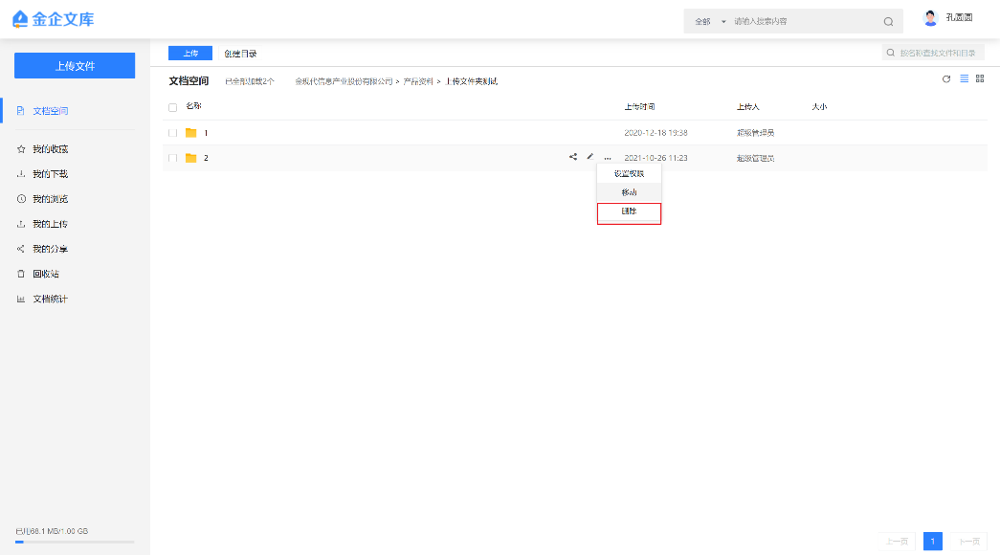 金企文库
全部 请输入搜索内容
孔圆圆
上传文件
上传 创建目录
按名称查找文件和目录
文档空间 已全部加载2个 金现代信息产业股份有限公司 > 产品资料 > 上传文件夹测试
文档空间
名称 上传时间 上传人 大小
1 2020-12-18 19:38 超级管理员
2 ... 2021-10-26 11:23 超级管理员
设置权限
移动
删除
我的收藏
我的下载
我的浏览
我的上传
我的分享
回收站
文档统计
已用68.1 MB/1.00 GB
上一页 1 下一页